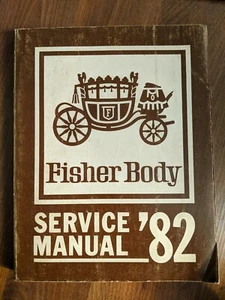 F
Fisher Body
SERVICE
MANUAL '82